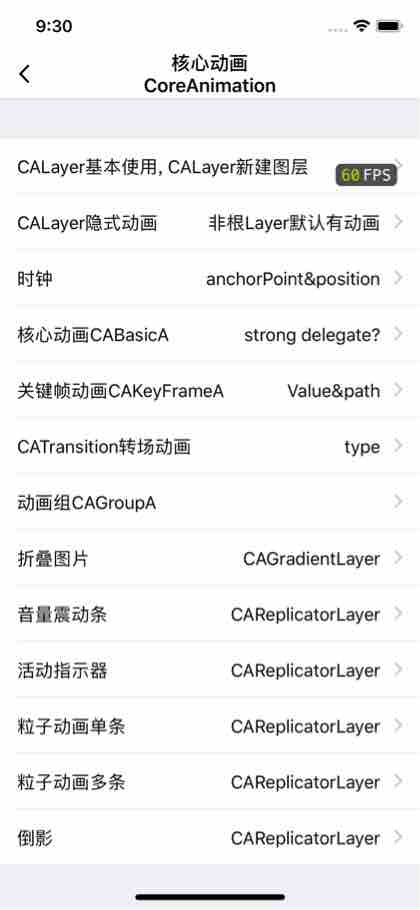 9:30
核心动画
CoreAnimation
CALayer基本使用, CALayer新建图层
60 FPS
CALayer隐式动画 非根Layer默认有动画
时钟 anchorPoint&position
核心动画CABasicA strong delegate?
关键帧动画CAKeyFrameA Value&path
CATransition转场动画 type
动画组CAGroupA
折叠图片 CAGradientLayer
音量震动条 CAReplicatorLayer
活动指示器 CAReplicatorLayer
粒子动画单条 CAReplicatorLayer
粒子动画多条 CAReplicatorLayer
倒影 CAReplicatorLayer